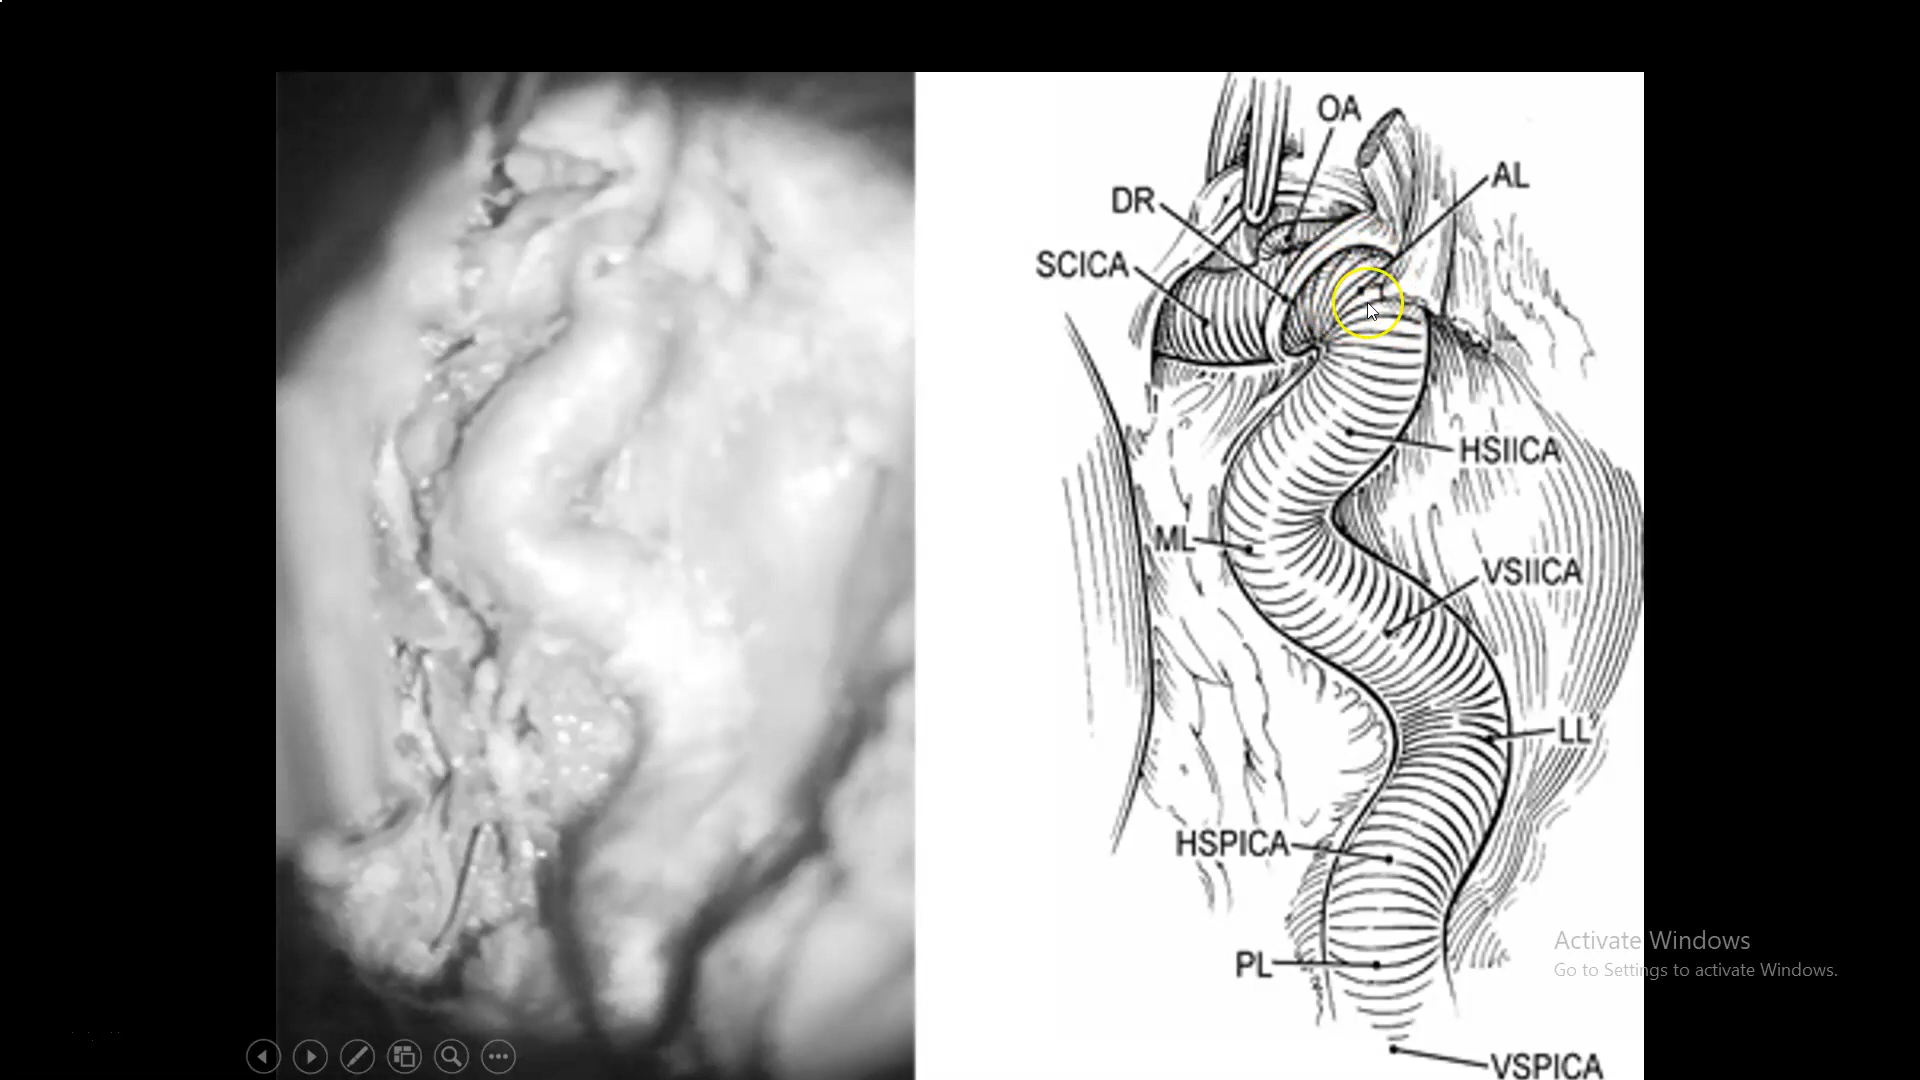 OA
AL
DR
SCICA
HSIICA
ML
VSIICA
LL
HSPICA
PL
VSPICA
Activate Windows
Go to Settings to activate Windows.